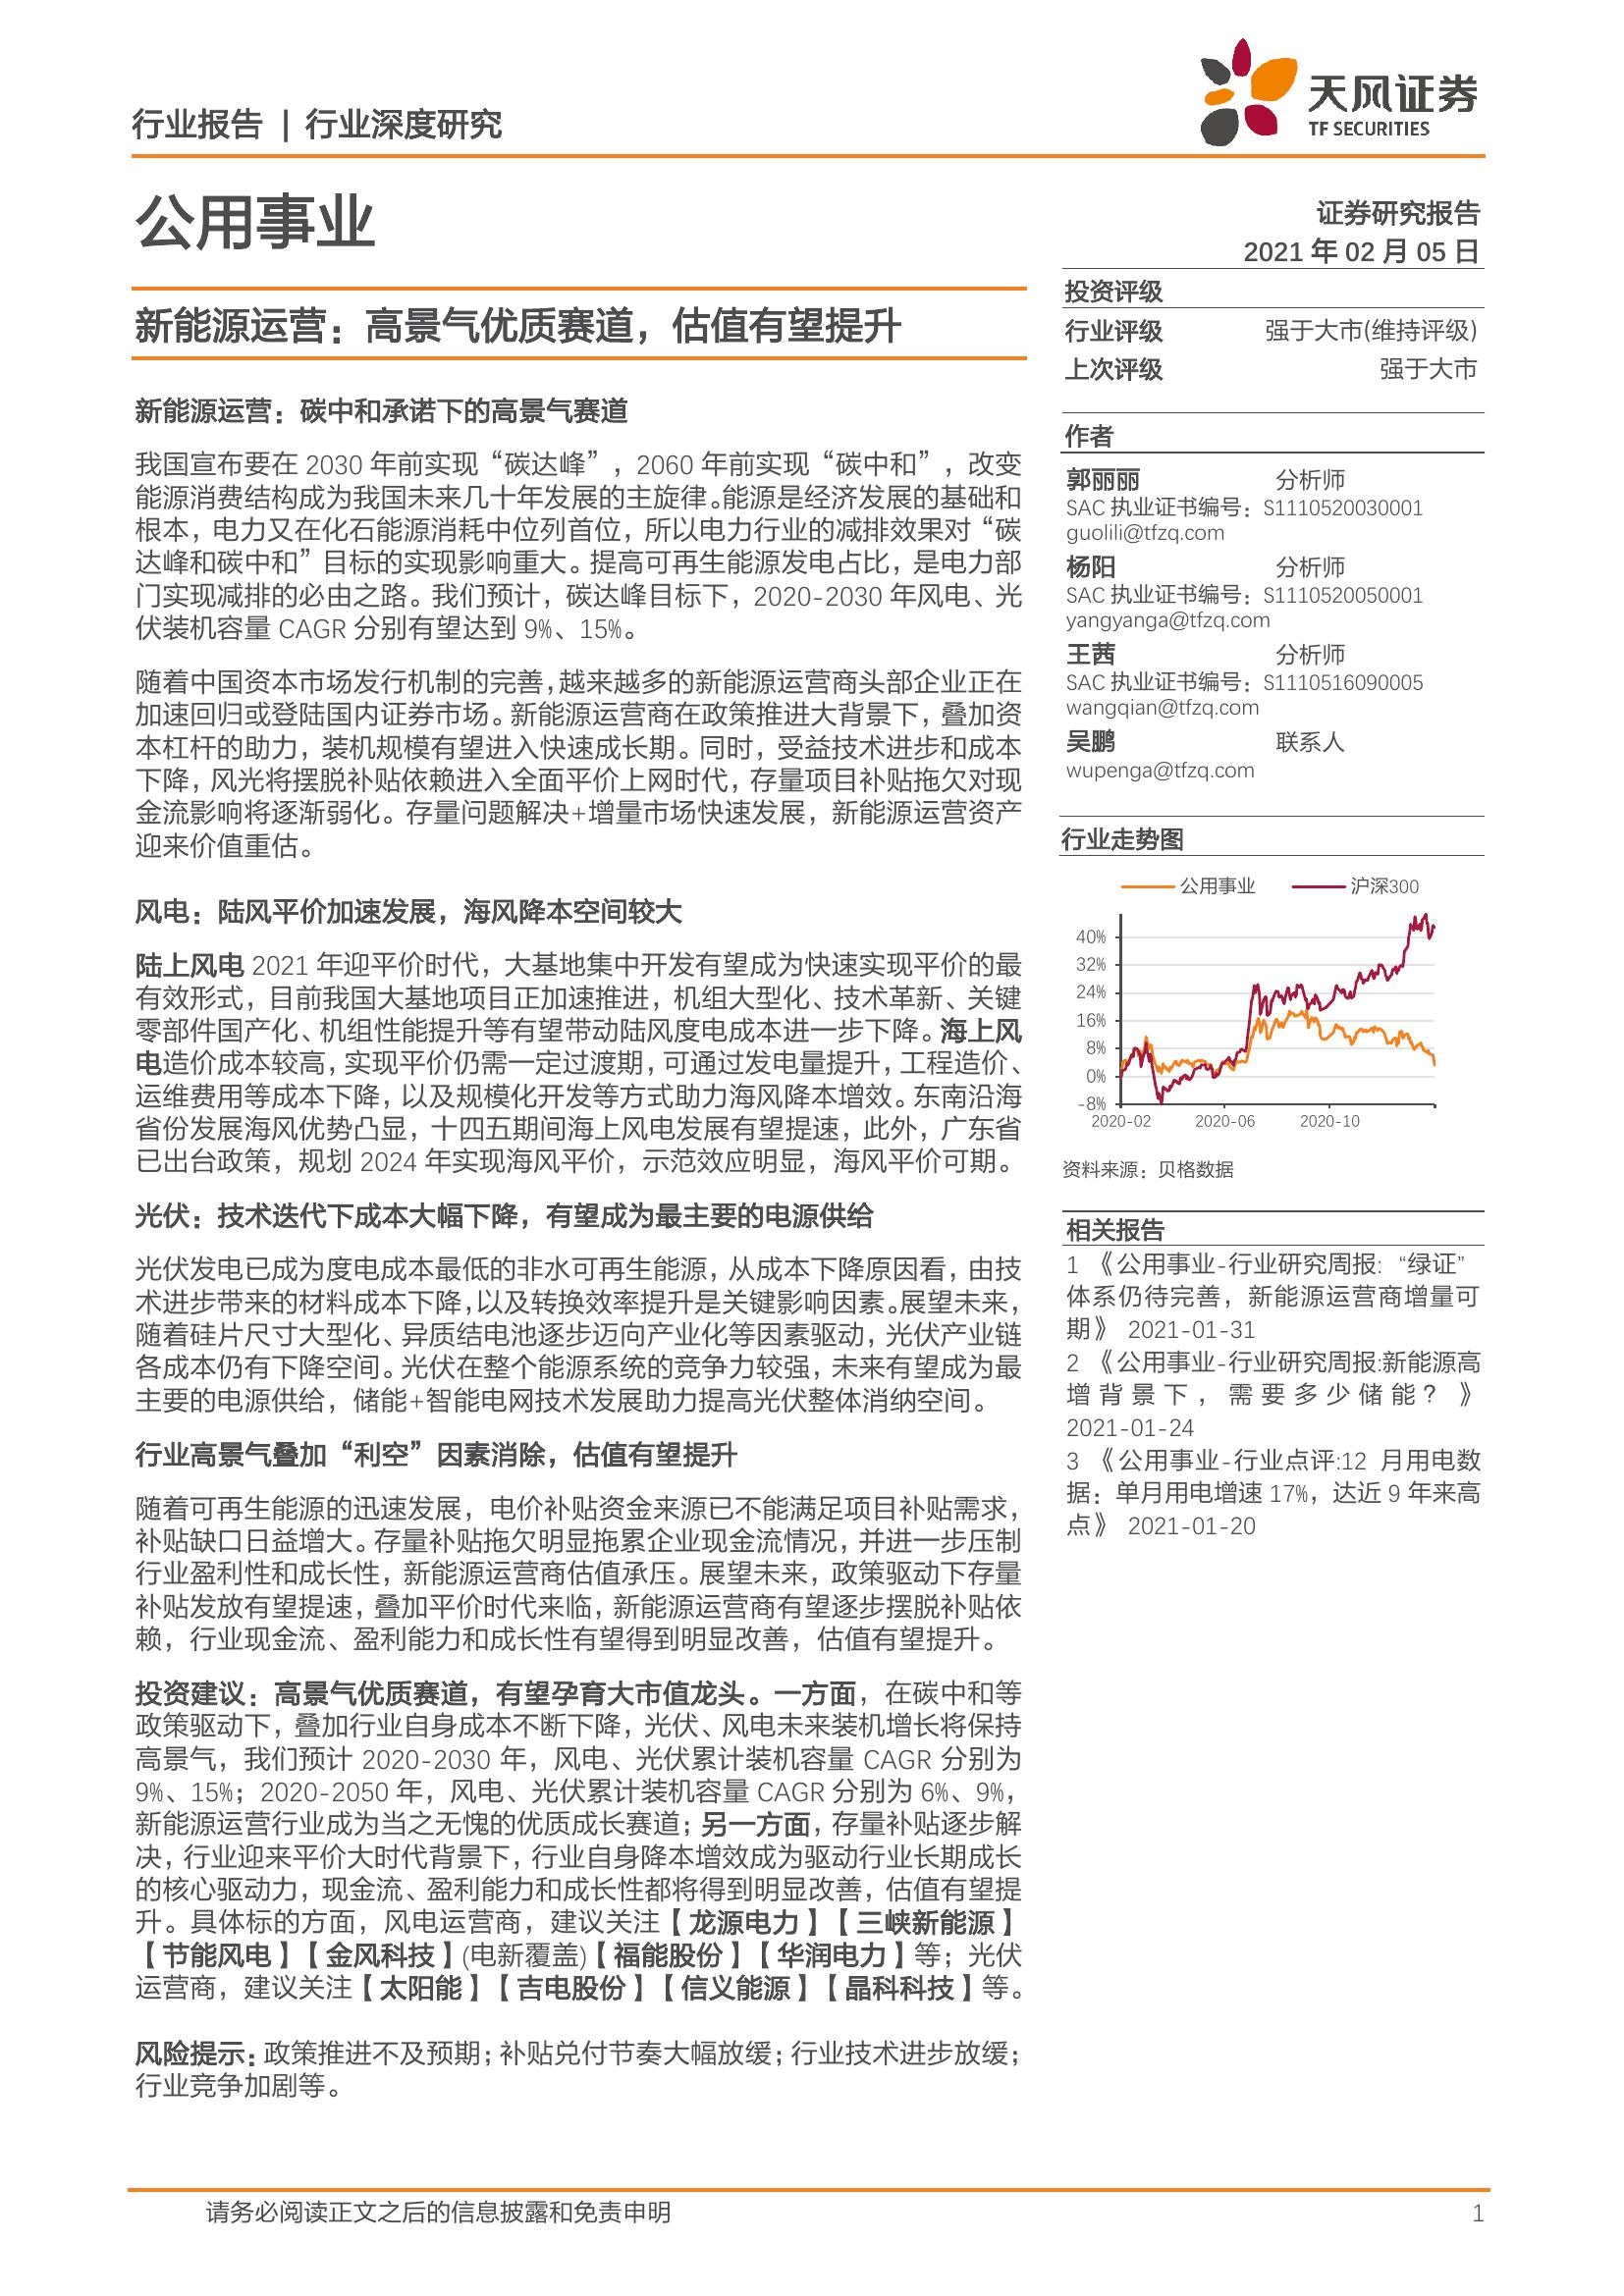 行业报告 | 行业深度研究
天风证券
TF SECURITIES
公用事业
证券研究报告
2021 年 02 月 05 日
新能源运营：高景气优质赛道，估值有望提升
新能源运营：碳中和承诺下的高景气赛道
我国宣布要在 2030 年前实现“碳达峰”，2060 年前实现“碳中和”，改变
能源消费结构成为我国未来几十年发展的主旋律。能源是经济发展的基础和
根本，电力又在化石能源消耗中位列首位，所以电力行业的减排效果对“碳
达峰和碳中和”目标的实现影响重大。提高可再生能源发电占比，是电力部
门实现减排的必由之路。我们预计，碳达峰目标下，2020-2030 年风电、光
伏装机容量 CAGR 分别有望达到 9%、15%。
随着中国资本市场发行机制的完善，越来越多的新能源运营商头部企业正在
加速回归或登陆国内证券市场。新能源运营商在政策推进大背景下，叠加资
本杠杆的助力，装机规模有望进入快速成长期。同时，受益技术进步和成本
下降，风光将摆脱补贴依赖进入全面平价上网时代，存量项目补贴拖欠对现
金流影响将逐渐弱化。存量问题解决+增量市场快速发展，新能源运营资产
迎来价值重估。
风电：陆风平价加速发展，海风降本空间较大
陆上风电 2021 年迎平价时代，大基地集中开发有望成为快速实现平价的最
有效形式，目前我国大基地项目正加速推进，机组大型化、技术革新、关键
零部件国产化、机组性能提升等有望带动陆风度电成本进一步下降。海上风
电造价成本较高，实现平价仍需一定过渡期，可通过发电量提升，工程造价、
运维费用等成本下降，以及规模化开发等方式助力海风降本增效。东南沿海
省份发展海风优势凸显，十四五期间海上风电发展有望提速，此外，广东省
已出台政策，规划 2024 年实现海风平价，示范效应明显，海风平价可期。
光伏：技术迭代下成本大幅下降，有望成为最主要的电源供给
光伏发电已成为度电成本最低的非水可再生能源，从成本下降原因看，由技
术进步带来的材料成本下降，以及转换效率提升是关键影响因素。展望未来，
随着硅片尺寸大型化、异质结电池逐步迈向产业化等因素驱动，光伏产业链
各成本仍有下降空间。光伏在整个能源系统的竞争力较强，未来有望成为最
主要的电源供给，储能+智能电网技术发展助力提高光伏整体消纳空间。
行业高景气叠加“利空”因素消除，估值有望提升
随着可再生能源的迅速发展，电价补贴资金来源已不能满足项目补贴需求，
补贴缺口日益增大。存量补贴拖欠明显拖累企业现金流情况，并进一步压制
行业盈利性和成长性，新能源运营商估值承压。展望未来，政策驱动下存量
补贴发放有望提速，叠加平价时代来临，新能源运营商有望逐步摆脱补贴依
赖，行业现金流、盈利能力和成长性有望得到明显改善，估值有望提升。
投资建议：高景气优质赛道，有望孕育大市值龙头。一方面，在碳中和等
政策驱动下，叠加行业自身成本不断下降，光伏、风电未来装机增长将保持
高景气，我们预计 2020-2030 年，风电、光伏累计装机容量 CAGR 分别为
9%、15%；2020-2050 年，风电、光伏累计装机容量 CAGR 分别为 6%、9%，
新能源运营行业成为当之无愧的优质成长赛道；另一方面，存量补贴逐步解
决，行业迎来平价大时代背景下，行业自身降本增效成为驱动行业长期成长
的核心驱动力，现金流、盈利能力和成长性都将得到明显改善，估值有望提
升。具体标的方面，风电运营商，建议关注【龙源电力】【三峡新能源】
【节能风电】【金风科技】(电新覆盖)【福能股份】【华润电力】等；光伏
运营商，建议关注【太阳能】【吉电股份】【信义能源】【晶科科技】等。
风险提示：政策推进不及预期；补贴兑付节奏大幅放缓；行业技术进步放缓；
行业竞争加剧等。
投资评级
行业评级 强于大市(维持评级)
上次评级 强于大市
作者
郭丽丽 分析师
SAC 执业证书编号：S1110520030001
guolili@tfzq.com
杨阳 分析师
SAC 执业证书编号：S1110520050001
yangyanga@tfzq.com
王茜 分析师
SAC 执业证书编号：S1110516090005
wangqian@tfzq.com
吴鹏 联系人
wupenga@tfzq.com
行业走势图
公用事业 沪深300
40%
32%
24%
16%
8%
0%
-8%
2020-02 2020-06 2020-10
资料来源：贝格数据
相关报告
1 《公用事业-行业研究周报：“绿证”
体系仍待完善，新能源运营商增量可
期》 2021-01-31
2 《公用事业-行业研究周报:新能源高
增背景下，需要多少储能？》
2021-01-24
3 《公用事业-行业点评:12 月用电数
据：单月用电增速 17%，达近 9 年来高
点》 2021-01-20
请务必阅读正文之后的信息披露和免责申明 1